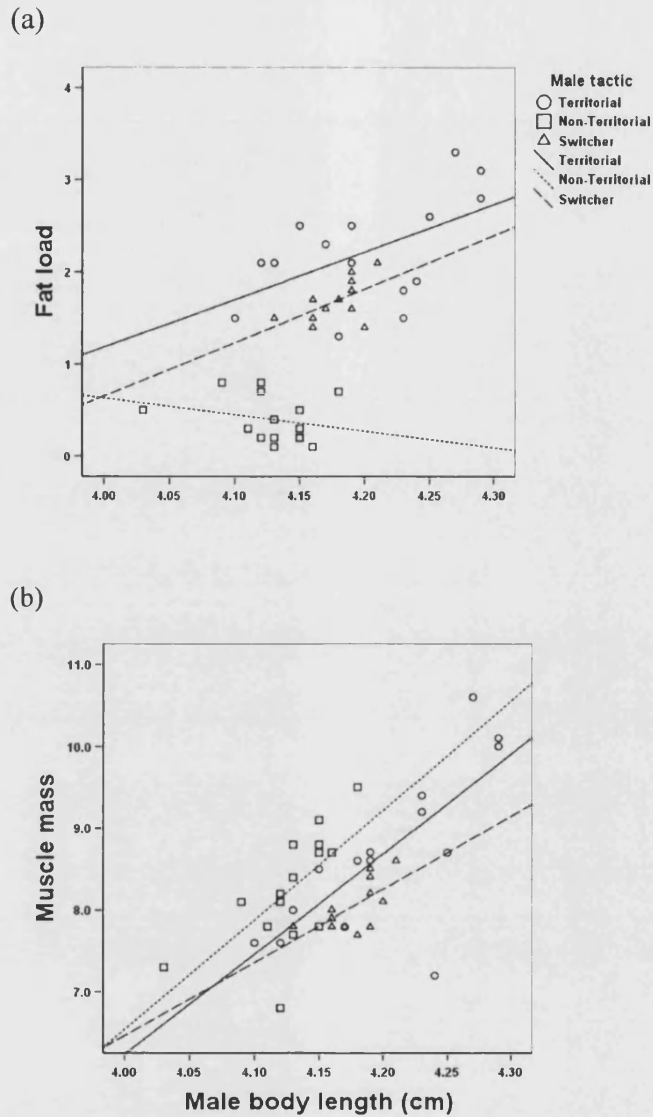 (a)
4
3
2
1
0
Fat load
4.00 4.05 4.10 4.15 4.20 4.25 4.30
Male tactic
Territorial
Non-Territorial
Switcher
Territorial
Non-Territorial
Switcher
(b)
11.0
10.0
9.0
8.0
7.0
Muscle mass
4.00 4.05 4.10 4.15 4.20 4.25 4.30
Male body length (cm)